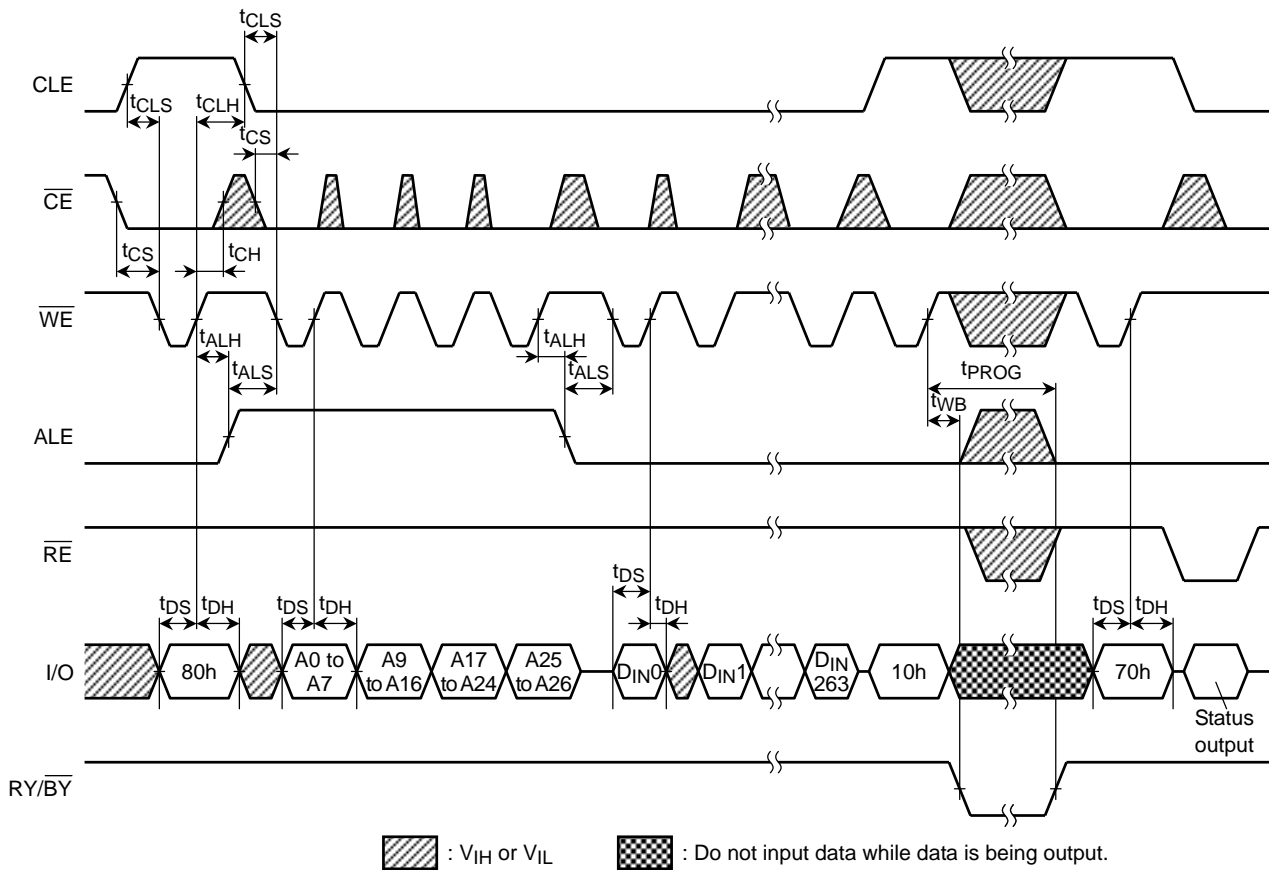 tCLS
CLE
tCLS tCLH
tCS
CE
tCS tCH
WE
tALH tALH
tALS tALS
tPROG
tWB
ALE
RE
tDS
tDS tDH tDS tDH tDH tDS tDH
I/O
80h
A0 to
A7
A9
to A16
A17
to A24
A25
to A26
DIN0
DIN1
DIN
263
10h
70h
Status
output
RY/BY
: VIH or VIL
: Do not input data while data is being output.